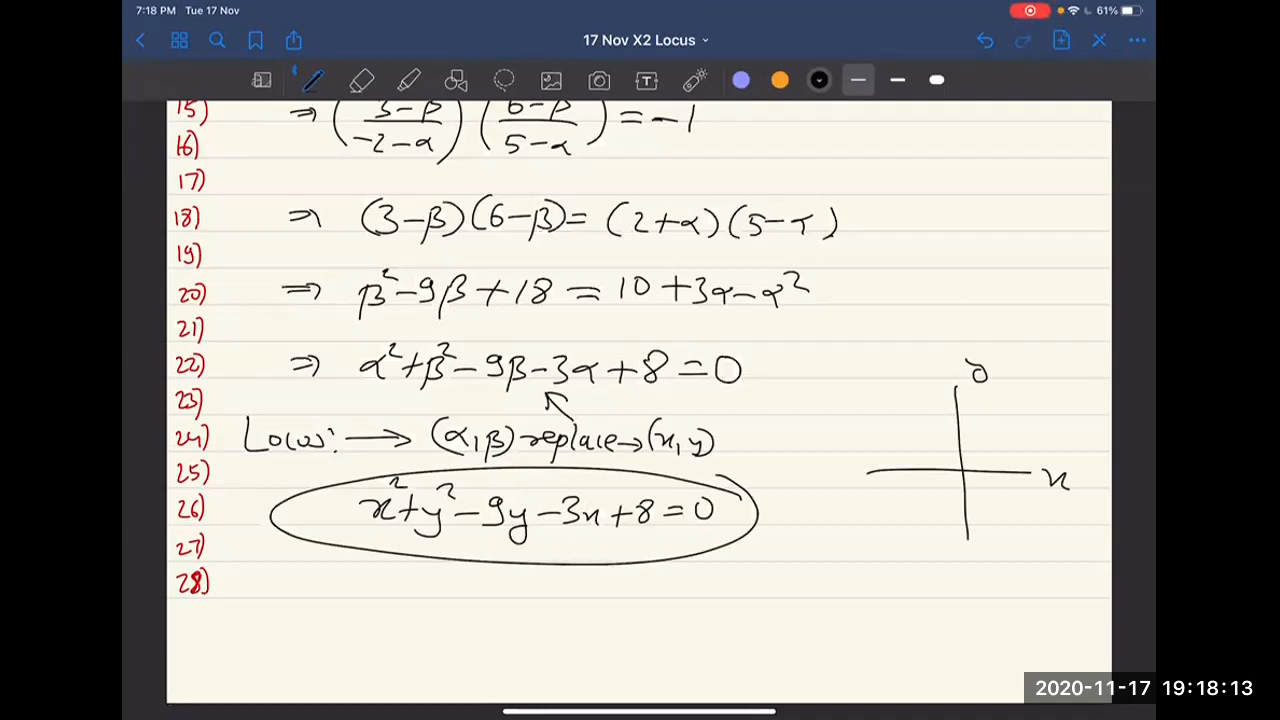 7:18 PM Tue 17 Nov
61%
17 Nov X2 Locus
15) ⇒ (3-β/-2-α) (6-β/5-α) = -1
16)
17)
18) ⇒ (3-β)(6-β) = (2+α)(5-α)
19)
20) ⇒ β²-9β+18 = 10+3α-α²
21)
22) ⇒ α²+β²-9β-3α+8=0
23)
24) Locus: → (α,β) replace → (x,y)
25)
26) x²+y²-9y-3x+8=0
27)
28)
x
2020-11-17 19:18:13